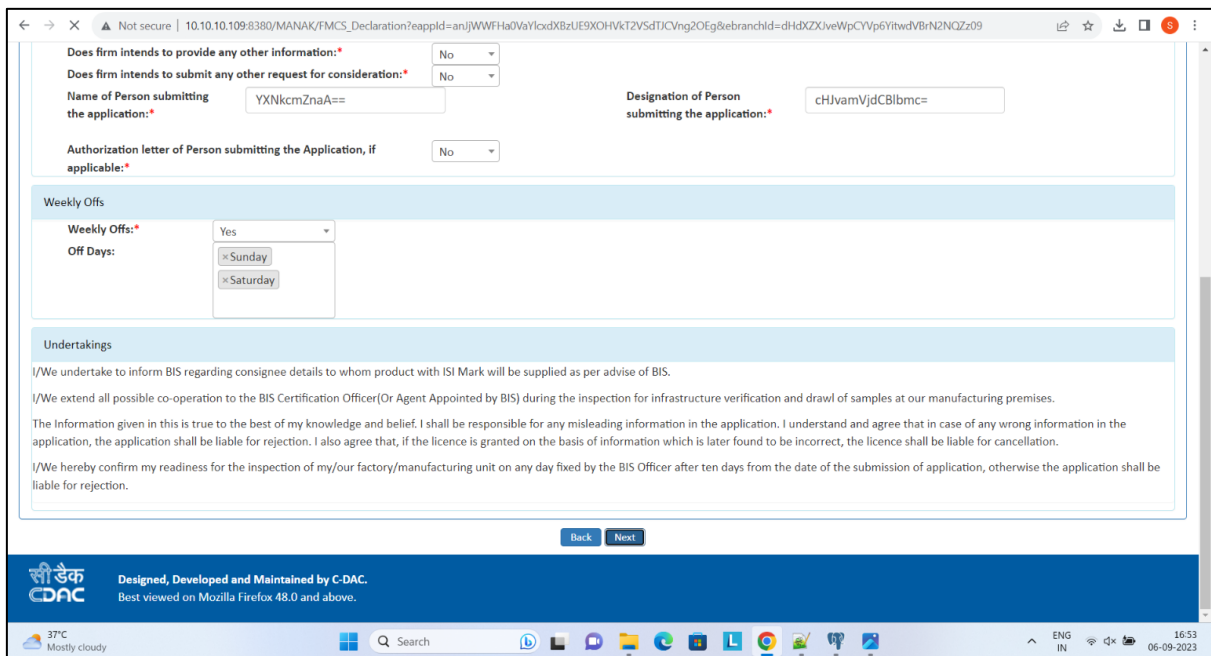 Not secure | 10.10.10.109:8380/MANAK/FMCS_Declaration?eappId=anJjWWFHa0VaYlcxdXBzUE9XOHVkT2VSdTJCVng2OEg&ebranchId=dHdXZXJveWpCYVp6YitwdVBrN2NQZz09
S
Does firm intends to provide any other information:* No
Does firm intends to submit any other request for consideration:* No
Name of Person submitting the application:* YXNkcmZnaA==
Designation of Person submitting the application:* cHJvamVjdCBlbmc=
Authorization letter of Person submitting the Application, if applicable:* No
Weekly Offs
Weekly Offs:* Yes
Off Days: ×Sunday
×Saturday
Undertakings
I/We undertake to inform BIS regarding consignee details to whom product with ISI Mark will be supplied as per advise of BIS.
I/We extend all possible co-operation to the BIS Certification Officer(Or Agent Appointed by BIS) during the inspection for infrastructure verification and drawl of samples at our manufacturing premises.
The Information given in this is true to the best of my knowledge and belief. I shall be responsible for any misleading information in the application. I understand and agree that in case of any wrong information in the
application, the application shall be liable for rejection. I also agree that, if the licence is granted on the basis of information which is later found to be incorrect, the licence shall be liable for cancellation.
I/We hereby confirm my readiness for the inspection of my/our factory/manufacturing unit on any day fixed by the BIS Officer after ten days from the date of the submission of application, otherwise the application shall be
liable for rejection.
Back Next
सी डैक
CDAC
Designed, Developed and Maintained by C-DAC.
Best viewed on Mozilla Firefox 48.0 and above.
37°C
Mostly cloudy
Search
L
ENG
IN
16:53
06-09-2023